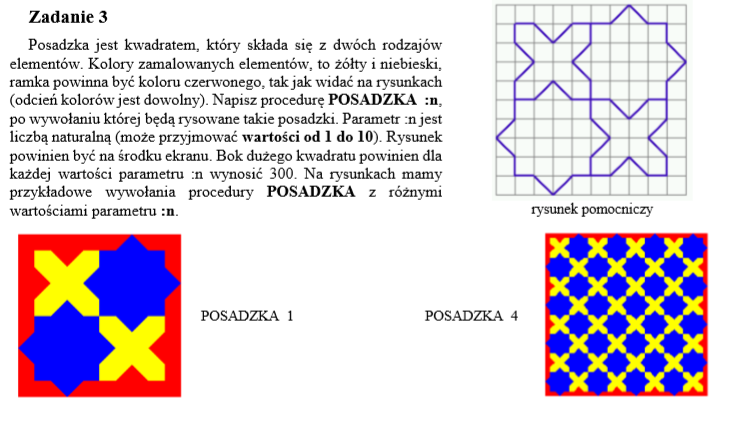 Zadanie 3
Posadzka jest kwadratem, który składa się z dwóch rodzajów
elementów. Kolory zamalowanych elementów, to żółty i niebieski,
ramka powinna być koloru czerwonego, tak jak widać na rysunkach
(odcień kolorów jest dowolny). Napisz procedurę POSADZKA :n,
po wywołaniu której będą rysowane takie posadzki. Parametr :n jest
liczbą naturalną (może przyjmować wartości od 1 do 10). Rysunek
powinien być na środku ekranu. Bok dużego kwadratu powinien dla
każdej wartości parametru :n wynosić 300. Na rysunkach mamy
przykładowe wywołania procedury POSADZKA z różnymi
wartościami parametru :n.
rysunek pomocniczy
POSADZKA 1
POSADZKA 4